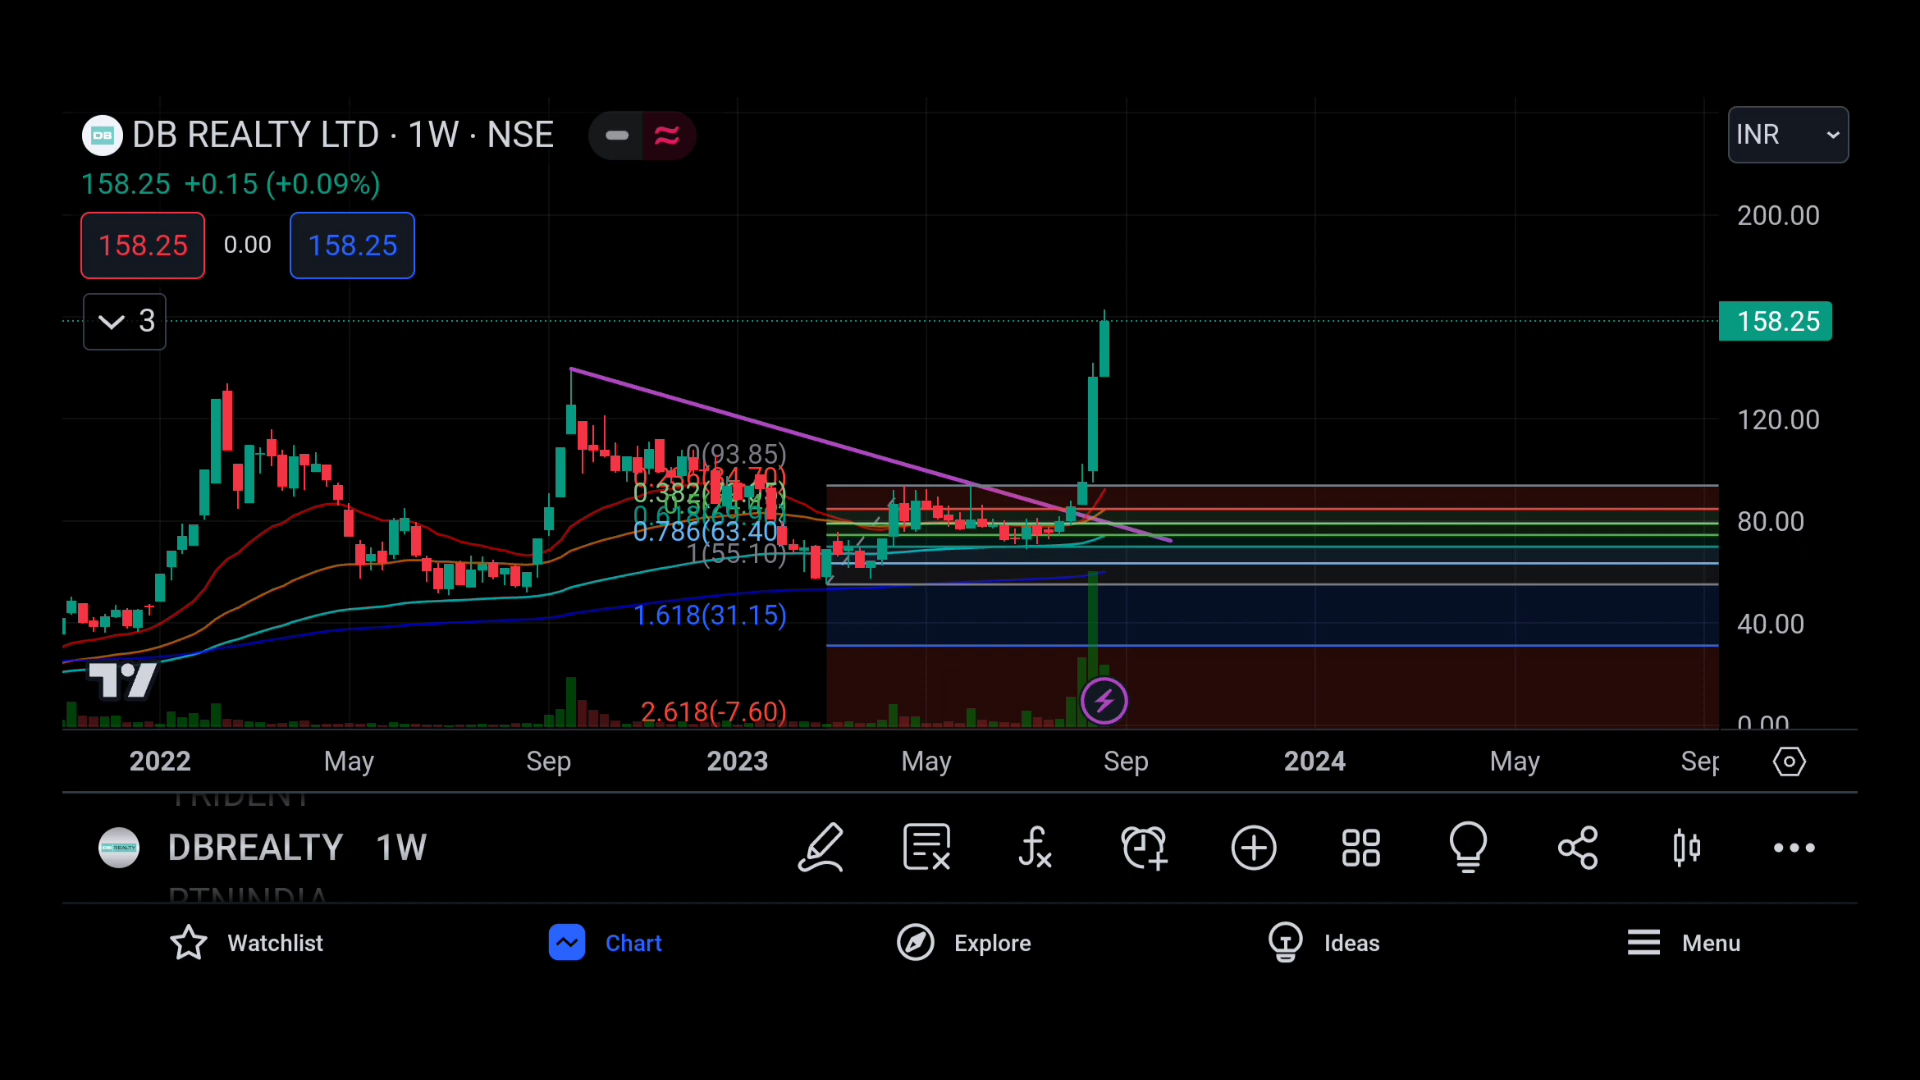 DB REALTY LTD · 1W · NSE
INR
158.25 +0.15 (+0.09%)
158.25 0.00 158.25
200.00
3
158.25
120.00
0(93.85)
0.786(63.40)
80.00
1(55.10)
1.618(31.15)
40.00
2.618(-7.60)
0.00
2022 May Sep 2023 May Sep 2024 May Sep
TRIDENT
DBREALTY 1W
RTNINDIA
Watchlist Chart Explore Ideas Menu